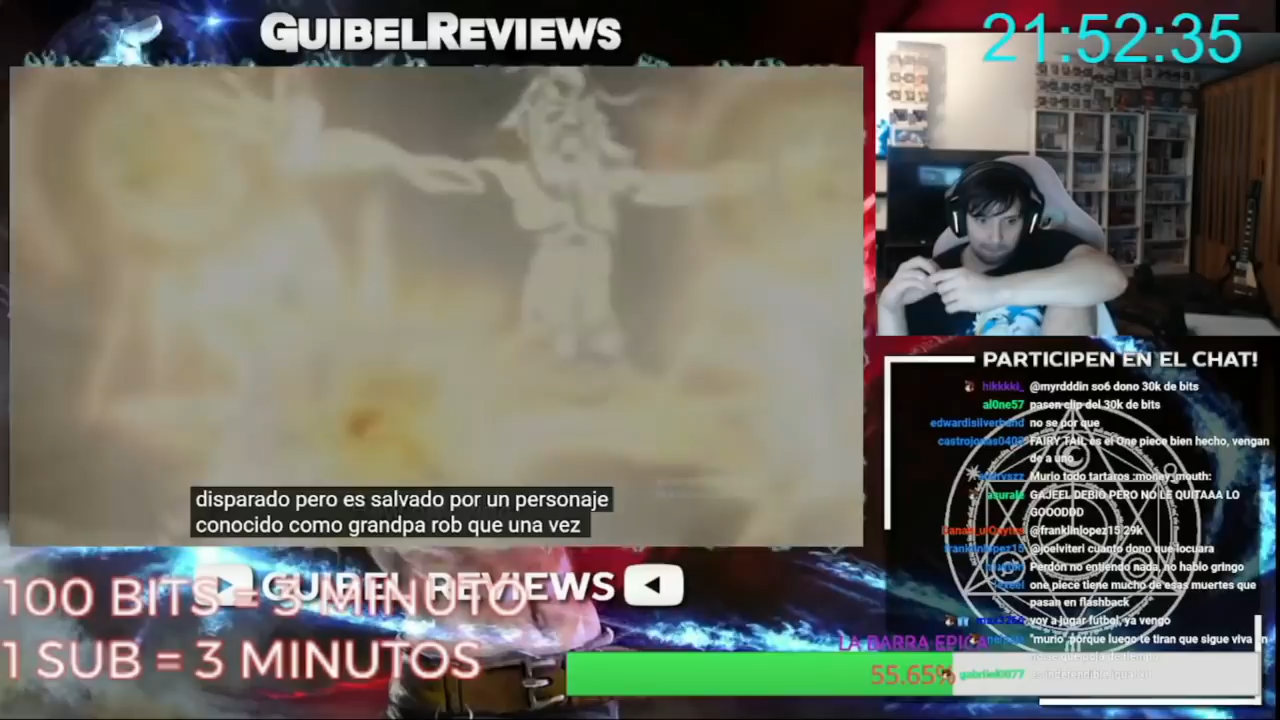 GUIBELREVIEWS
21:52:35
disparado pero es salvado por un personaje
conocido como grandpa rob que una vez
PARTICIPEN EN EL CHAT!
hikkkki_ @myrdddin so6 dono 30k de bits
al0ne57 pasen clip del 30k de bits
no se por que
FAIRY TAIL es el One piece bien hecho, vengan
de a uno
Murio todo tartaros :money_mouth:
GAJEEL DEBIO PERO NO LE QUITAAA LO
GOOODDD
@franklinlopez15 29k
franklinlopez15 @joelviteri cuanto dono que locura
Perdon no entiendo nada, no hablo gringo
one piece tiene mucho de esas muertes que
pasan en flashback
voy a jugar futbol, ya vengo
"murio" porque luego te tiran que sigue viva
GUIBEL REVIEWS
100 BITS = 3 MINUTO
1 SUB = 3 MINUTOS
LA BARRA EPICA
55.65%